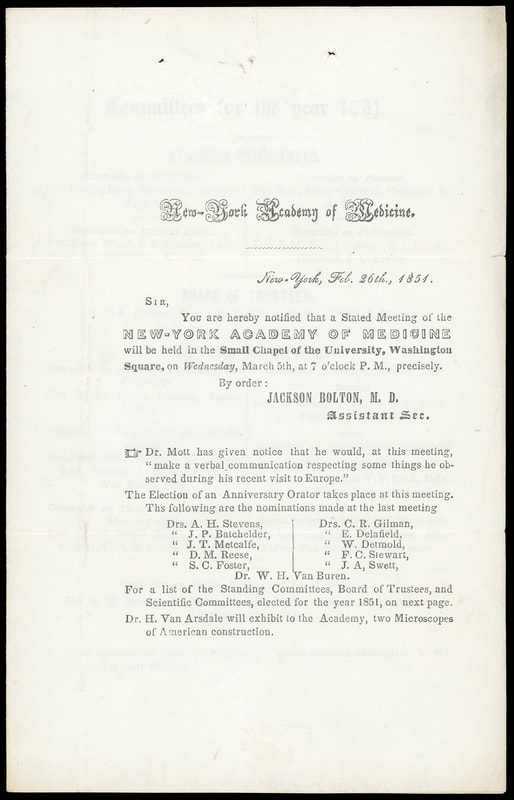 New-York Academy of Medicine.
New-York, Feb. 26th., 1851.
Sir,
You are hereby notified that a Stated Meeting of the
NEW-YORK ACADEMY OF MEDICINE
will be held in the Small Chapel of the University, Washington
Square, on Wednesday, March 5th, at 7 o'clock P. M., precisely.
By order:
JACKSON BOLTON, M. D.
Assistant Sec.
☞ Dr. Mott has given notice that he would, at this meeting,
"make a verbal communication respecting some things he ob-
served during his recent visit to Europe."
The Election of an Anniversary Orator takes place at this meeting.
Ths following are the nominations made at the last meeting
Drs. A. H. Stevens, Drs. C. R. Gilman,
" J. P. Batchelder, " E. Delafield,
" J. T. Metcalfe, " W. Detmold,
" D. M. Reese, " F. C. Stewart,
" S. C. Foster, " J. A, Swett,
Dr. W. H. Van Buren.
For a list of the Standing Committees, Board of Trustees, and
Scientific Committees, elected for the year 1851, on next page.
Dr. H. Van Arsdale will exhibit to the Academy, two Microscopes
of American construction.